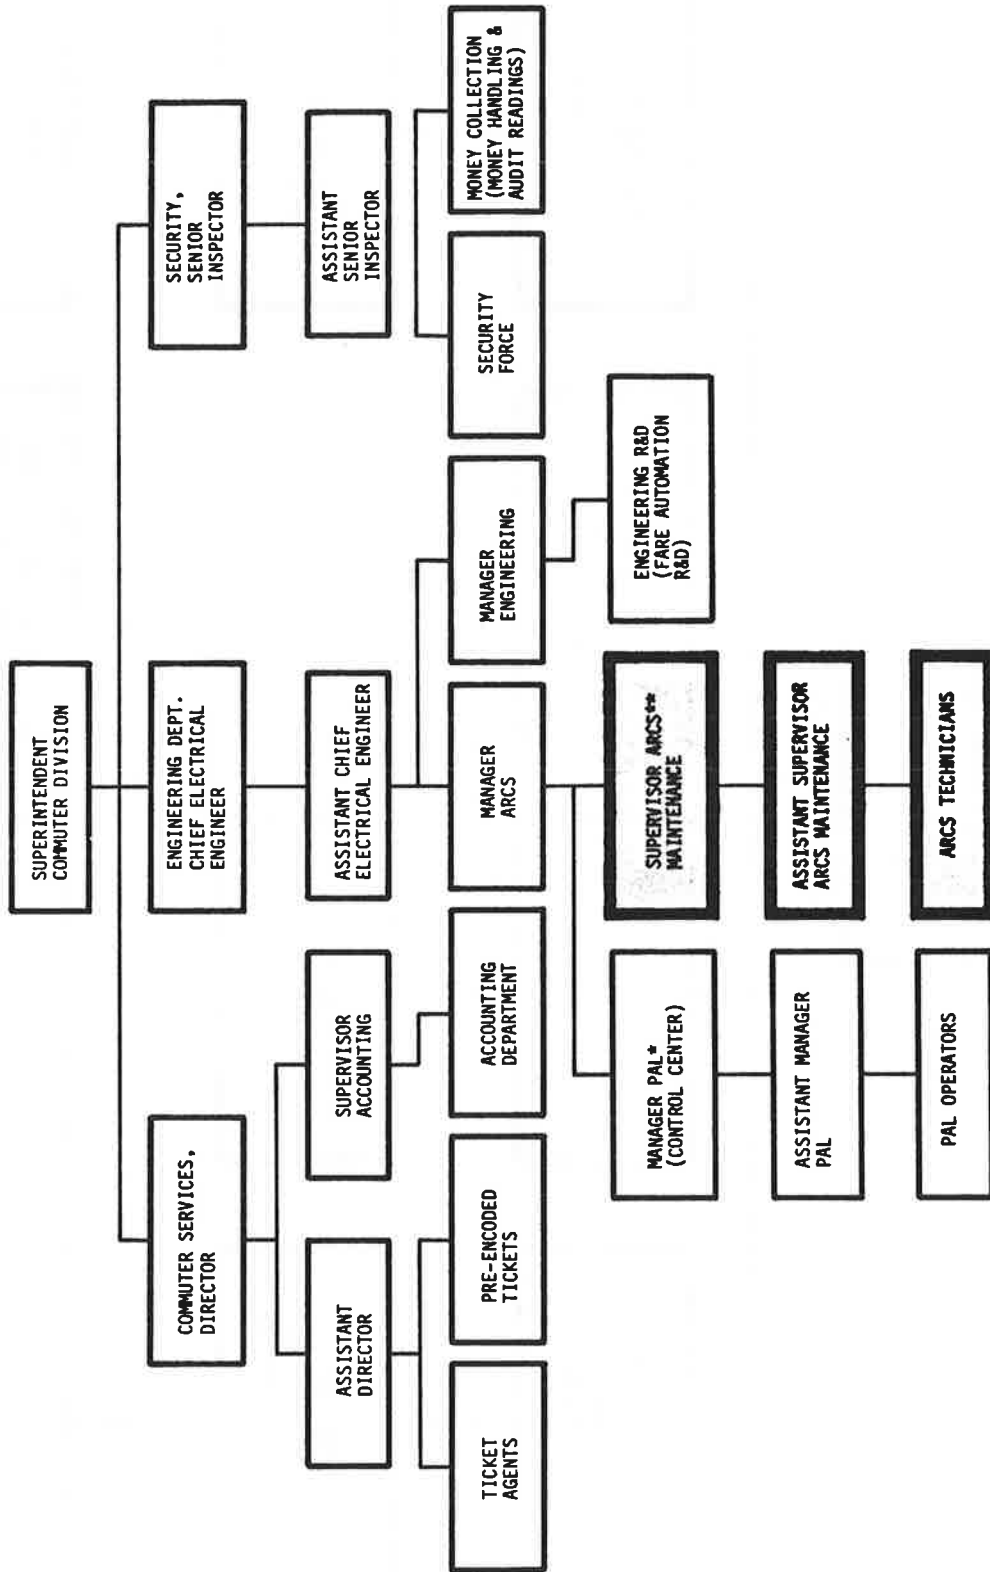 SUPERINTENDENT
COMMUTER DIVISION
COMMUTER SERVICES,
DIRECTOR
ENGINEERING DEPT.
CHIEF ELECTRICAL
ENGINEER
SECURITY,
SENIOR
INSPECTOR
ASSISTANT
DIRECTOR
SUPERVISOR
ACCOUNTING
ASSISTANT CHIEF
ELECTRICAL ENGINEER
ASSISTANT
SENIOR
INSPECTOR
TICKET
AGENTS
PRE-ENCODED
TICKETS
ACCOUNTING
DEPARTMENT
MANAGER
ARCS
MANAGER
ENGINEERING
SECURITY
FORCE
MONEY COLLECTION
(MONEY HANDLING &
AUDIT READINGS)
MANAGER PAL*
(CONTROL CENTER)
SUPERVISOR ARCS**
MAINTENANCE
ENGINEERING R&D
(FARE AUTOMATION
R&D)
ASSISTANT MANAGER
PAL
ASSISTANT SUPERVISOR
ARCS MAINTENANCE
PAL OPERATORS
ARCS TECHNICIANS